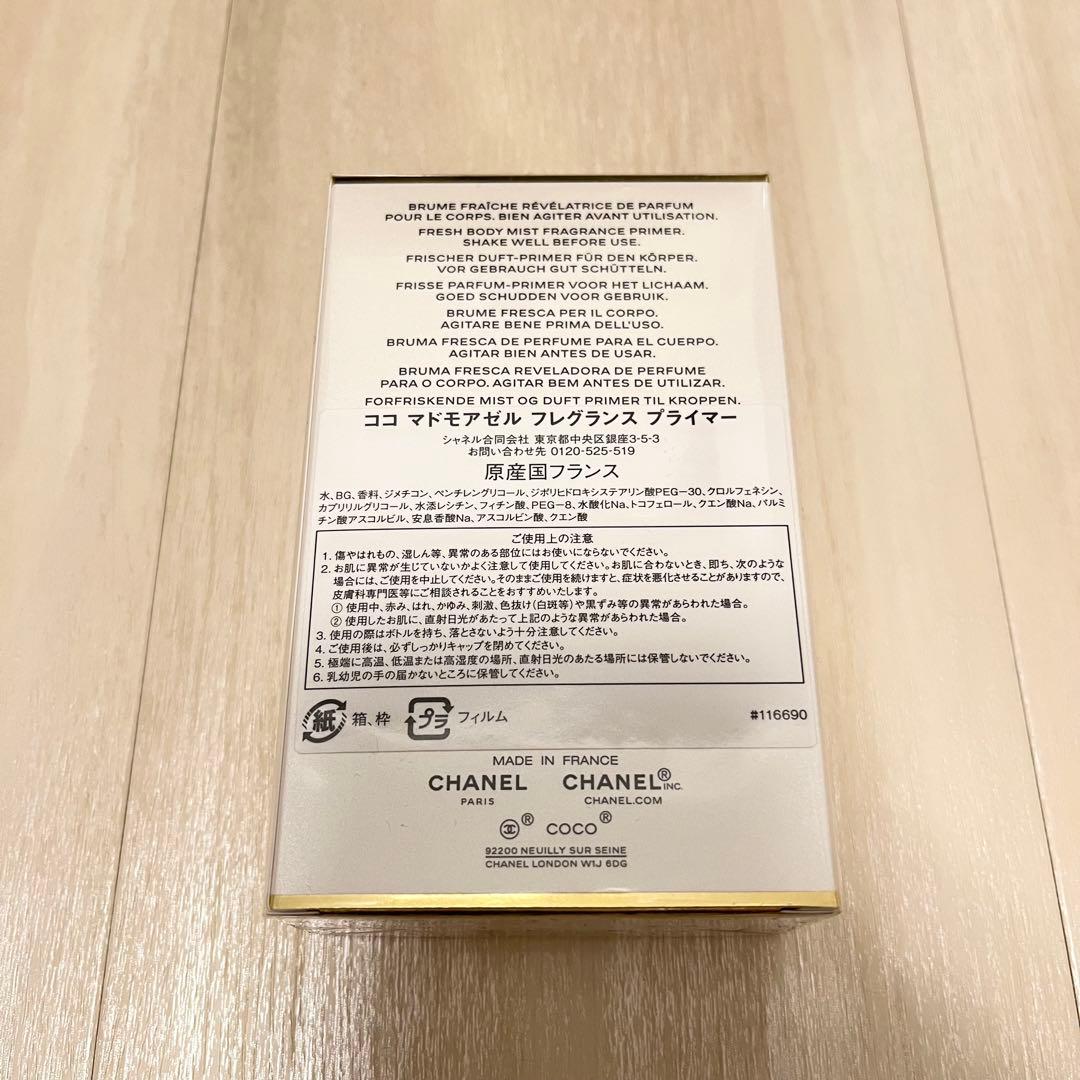 BRUME FRAÎCHE RÉVÉLATRICE DE PARFUM
POUR LE CORPS. BIEN AGITER AVANT UTILISATION.
FRESH BODY MIST FRAGRANCE PRIMER.
SHAKE WELL BEFORE USE.
FRISCHER DUFT-PRIMER FÜR DEN KÖRPER.
VOR GEBRAUCH GUT SCHÜTTELN.
FRISSE PARFUM-PRIMER VOOR HET LICHAAM.
GOED SCHUDDEN VOOR GEBRUIK.
BRUME FRESCA PER IL CORPO.
AGITARE BENE PRIMA DELL'USO.
BRUMA FRESCA DE PERFUME PARA EL CUERPO.
AGITAR BIEN ANTES DE USAR.
BRUMA FRESCA REVELADORA DE PERFUME
PARA O CORPO. AGITAR BEM ANTES DE UTILIZAR.
FORFRISKENDE MIST OG DUFT PRIMER TIL KROPPEN.
ココ マドモアゼル フレグランス プライマー
シャネル合同会社 東京都中央区銀座3-5-3
お問い合わせ先 0120-525-519
原産国フランス
水、BG、香料、ジメチコン、ペンチレングリコール、ジポリヒドロキシステアリン酸PEG-30、クロルフェネシン、
カプリリルグリコール、水添レシチン、フィチン酸、PEG-8、水酸化Na、トコフェロール、クエン酸Na、パルミ
チン酸アスコルビル、安息香酸Na、アスコルビン酸、クエン酸
ご使用上の注意
1. 傷やはれもの、湿しん等、異常のある部位にはお使いにならないでください。
2. お肌に異常が生じていないかよく注意して使用してください。お肌に合わないとき、即ち、次のような
場合には、ご使用を中止してください。そのままご使用を続けますと、症状を悪化させることがありますので、
皮膚科専門医等にご相談されることをおすすめいたします。
① 使用中、赤み、はれ、かゆみ、刺激、色抜け(白斑等)や黒ずみ等の異常があらわれた場合。
② 使用したお肌に、直射日光があたって上記のような異常があらわれた場合。
3. 使用の際はボトルを持ち、落とさないよう十分注意してください。
4. ご使用後は、必ずしっかりキャップを閉めてください。
5. 極端に高温、低温または高湿度の場所、直射日光のあたる場所には保管しないでください。
6. 乳幼児の手の届かないところに保管してください。
紙 箱、枠 プラ フィルム #116690
MADE IN FRANCE
CHANEL CHANEL® INC.
PARIS CHANEL.COM
® COCO®
92200 NEUILLY SUR SEINE
CHANEL LONDON W1J 6DG